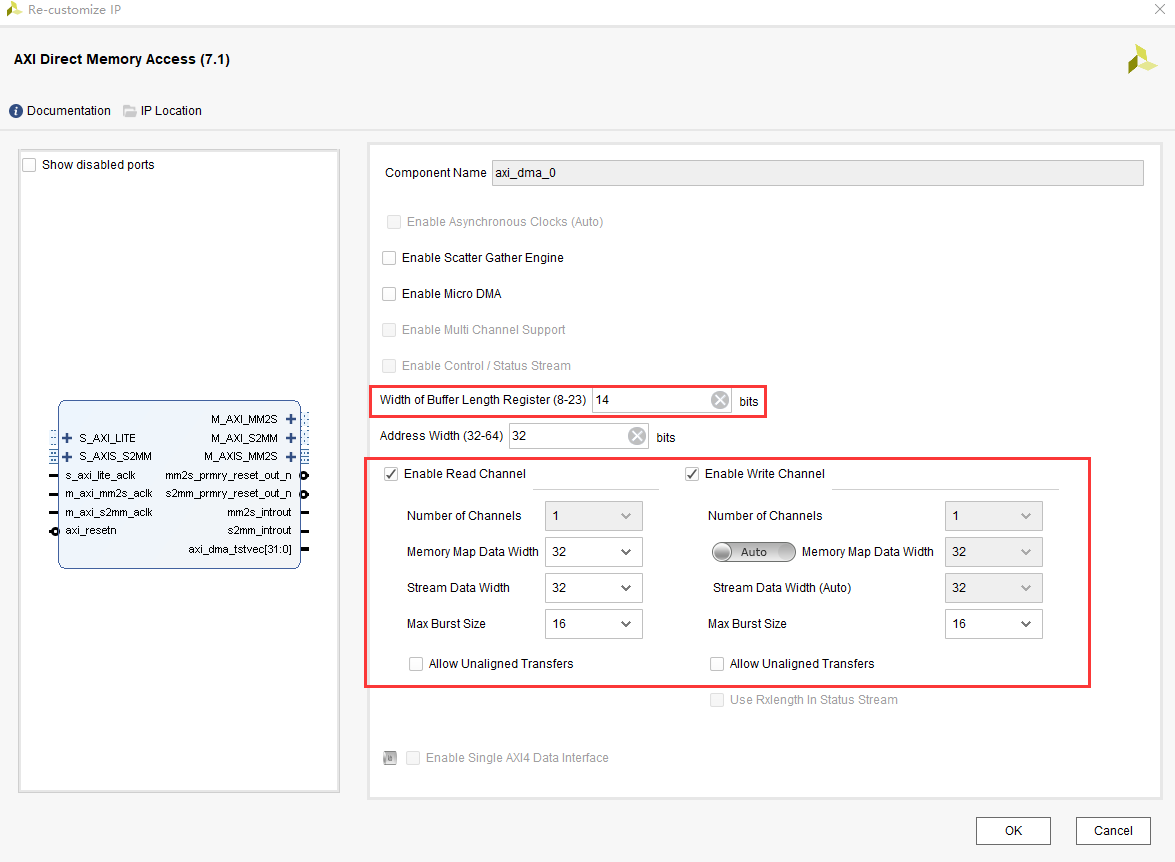 Re-customize IP
AXI Direct Memory Access (7.1)
Documentation IP Location
Show disabled ports
M_AXI_MM2S
S_AXI_LITE M_AXI_S2MM
S_AXIS_S2MM M_AXIS_MM2S
s_axi_lite_aclk mm2s_prmry_reset_out_n
m_axi_mm2s_aclk s2mm_prmry_reset_out_n
m_axi_s2mm_aclk mm2s_introut
axi_resetn s2mm_introut
axi_dma_tstvec[31:0]
Component Name axi_dma_0
Enable Asynchronous Clocks (Auto)
Enable Scatter Gather Engine
Enable Micro DMA
Enable Multi Channel Support
Enable Control / Status Stream
Width of Buffer Length Register (8-23) 14 bits
Address Width (32-64) 32 bits
Enable Read Channel Enable Write Channel
Number of Channels 1 Number of Channels 1
Memory Map Data Width 32 Auto Memory Map Data Width 32
Stream Data Width 32 Stream Data Width (Auto) 32
Max Burst Size 16 Max Burst Size 16
Allow Unaligned Transfers Allow Unaligned Transfers
Use Rxlength In Status Stream
Enable Single AXI4 Data Interface
OK Cancel